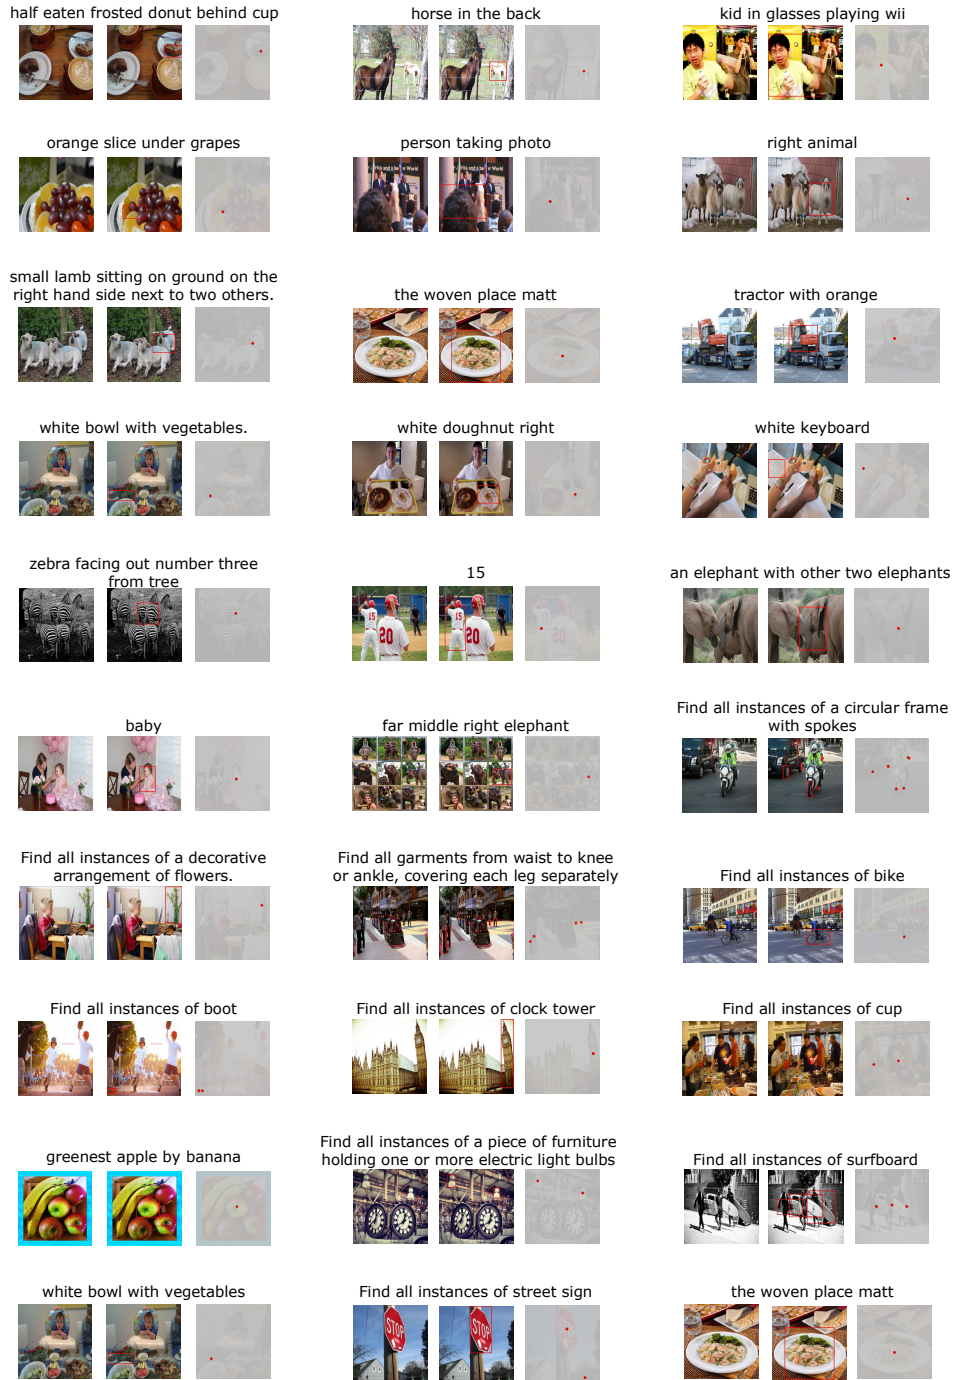 half eaten frosted donut behind cup
horse in the back
kid in glasses playing wii
orange slice under grapes
person taking photo
right animal
small lamb sitting on ground on the
right hand side next to two others.
the woven place matt
tractor with orange
white bowl with vegetables.
white doughnut right
white keyboard
zebra facing out number three
from tree
15
an elephant with other two elephants
15
20
15
20
baby
far middle right elephant
Find all instances of a circular frame
with spokes
Find all instances of a decorative
arrangement of flowers.
Find all garments from waist to knee
or ankle, covering each leg separately
Find all instances of bike
Find all instances of boot
Find all instances of clock tower
Find all instances of cup
greenest apple by banana
Find all instances of a piece of furniture
holding one or more electric light bulbs
Find all instances of surfboard
white bowl with vegetables
Find all instances of street sign
the woven place matt
STOP
STOP